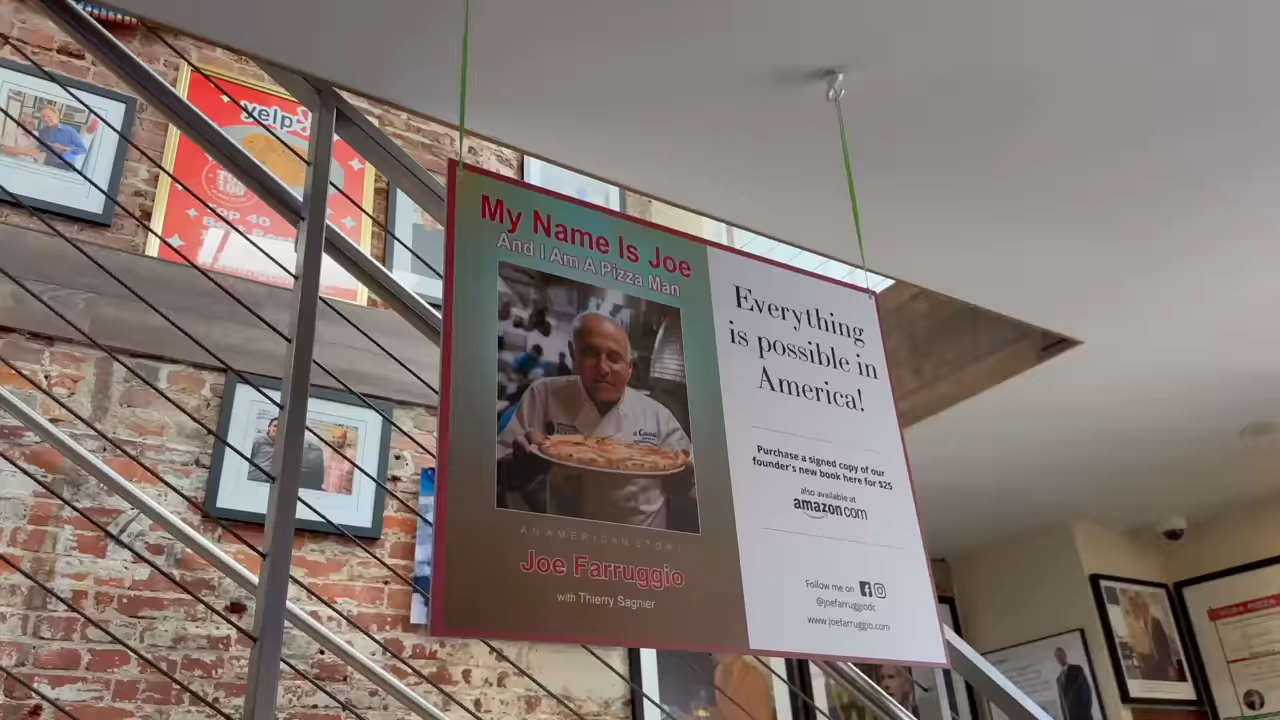 yelp
Top 40
My Name Is Joe
And I Am A Pizza Man
AN AMERICAN STORY
Joe Farruggio
with Thierry Sagnier
Everything
is possible in
America!
Purchase a signed copy of our
founder's new book here for $25
also available at
amazon.com
Follow me on
@joefarruggiodc
www.joefarruggio.com